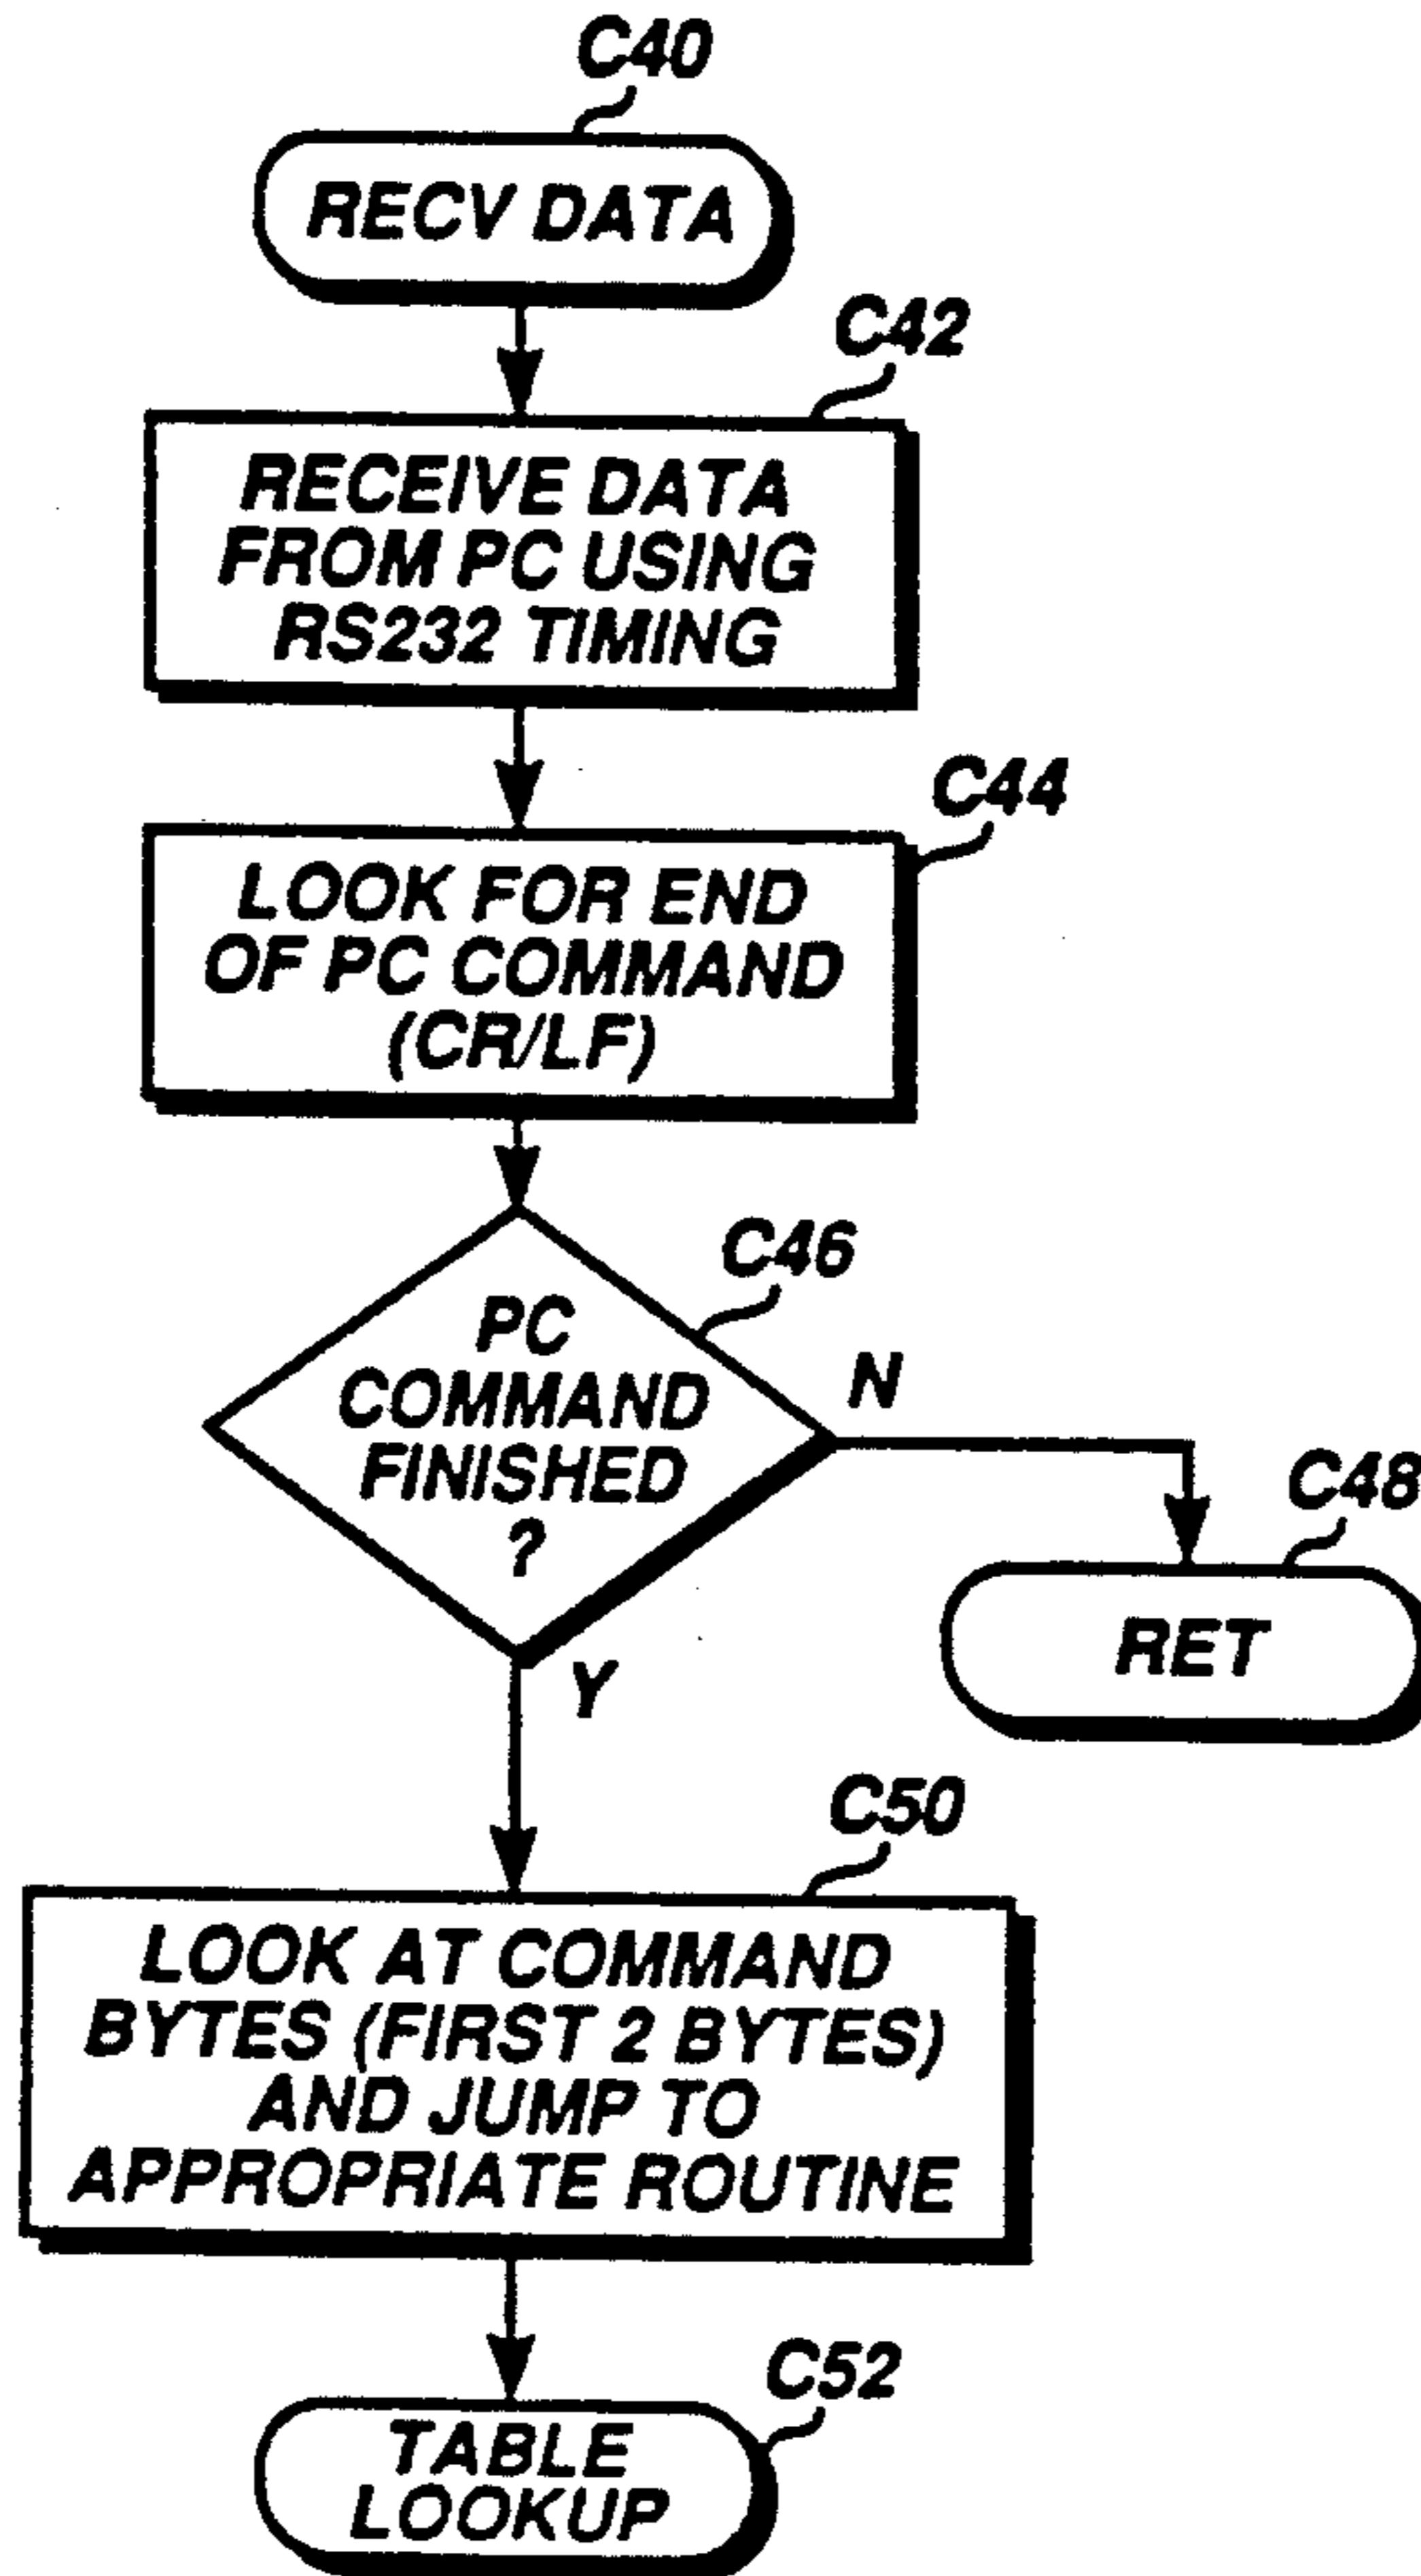 C40
RECV DATA
C42
RECEIVE DATA
FROM PC USING
RS232 TIMING
C44
LOOK FOR END
OF PC COMMAND
(CR/LF)
C46
PC
COMMAND
FINISHED
?
N
C48
RET
Y
C50
LOOK AT COMMAND
BYTES (FIRST 2 BYTES)
AND JUMP TO
APPROPRIATE ROUTINE
C52
TABLE
LOOKUP